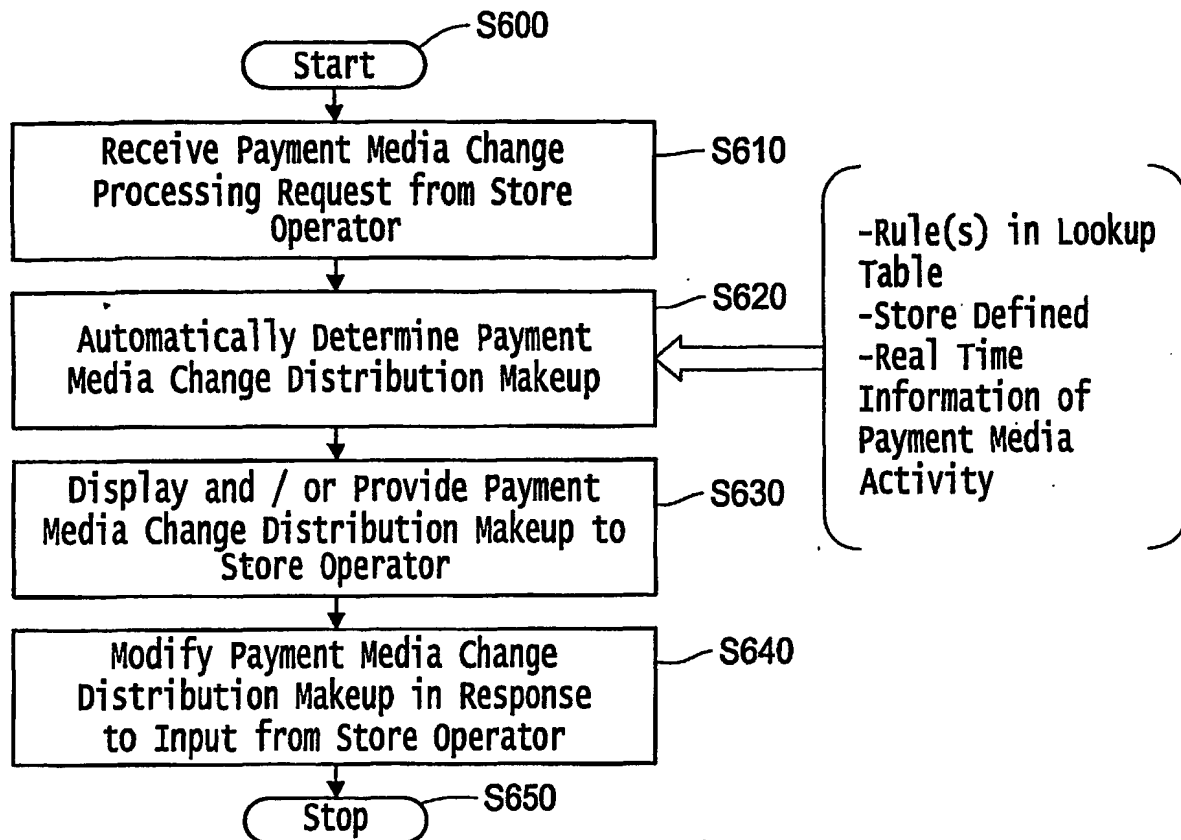 S600
Start
Receive Payment Media Change
Processing Request from Store
Operator
S610
Automatically Determine Payment
Media Change Distribution Makeup
S620
-Rule(s) in Lookup
Table
-Store Defined
-Real Time
Information of
Payment Media
Activity
Display and / or Provide Payment
Media Change Distribution Makeup to
Store Operator
S630
Modify Payment Media Change
Distribution Makeup in Response
to Input from Store Operator
S640
Stop
S650